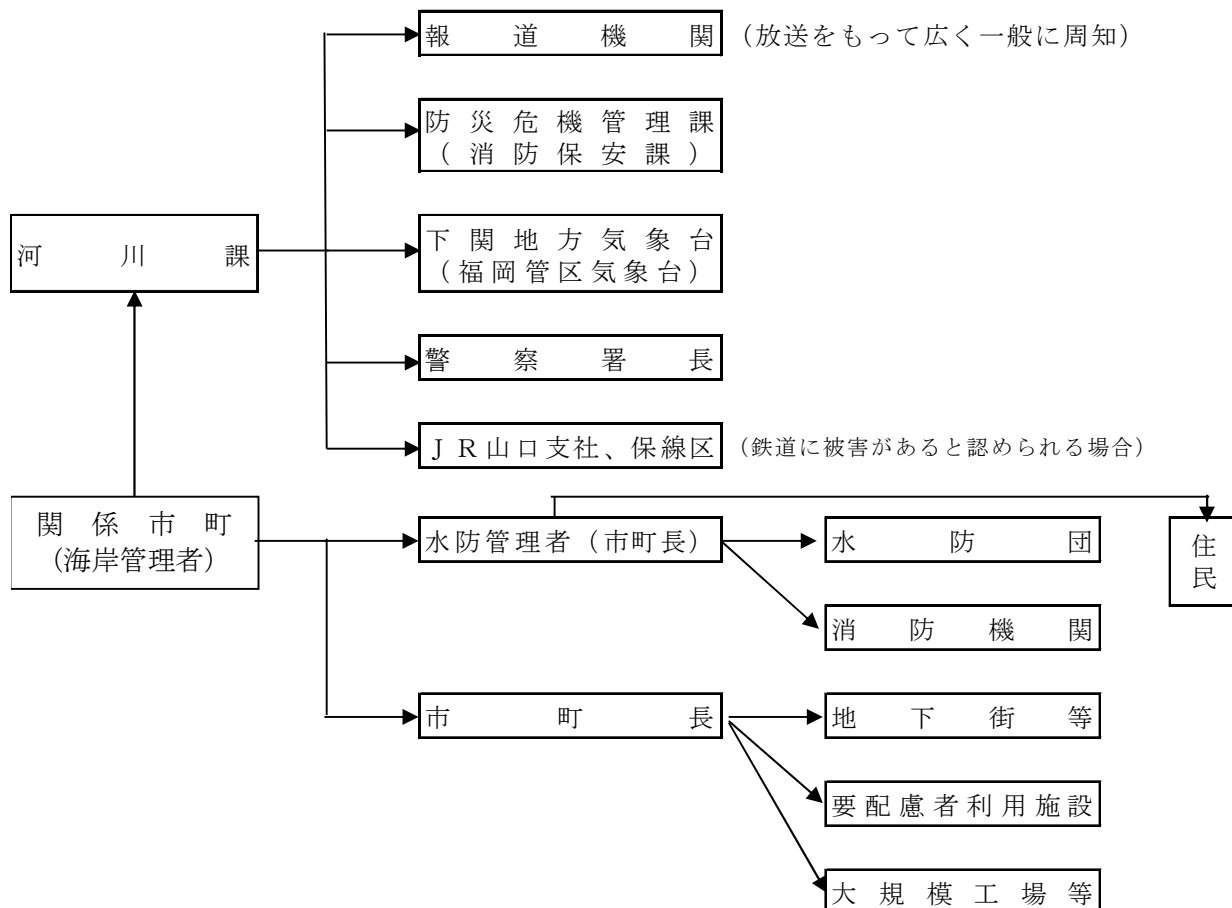 報道機関 (放送をもって広く一般に周知)
防災危機管理課
(消防保安課)
河川課
下関地方気象台
(福岡管区気象台)
警察署長
JR山口支社、保線区 (鉄道に被害があると認められる場合)
関係市町
(海岸管理者)
水防管理者(市町長)
水防団
住民
消防機関
市町長
地下街等
要配慮者利用施設
大規模工場等